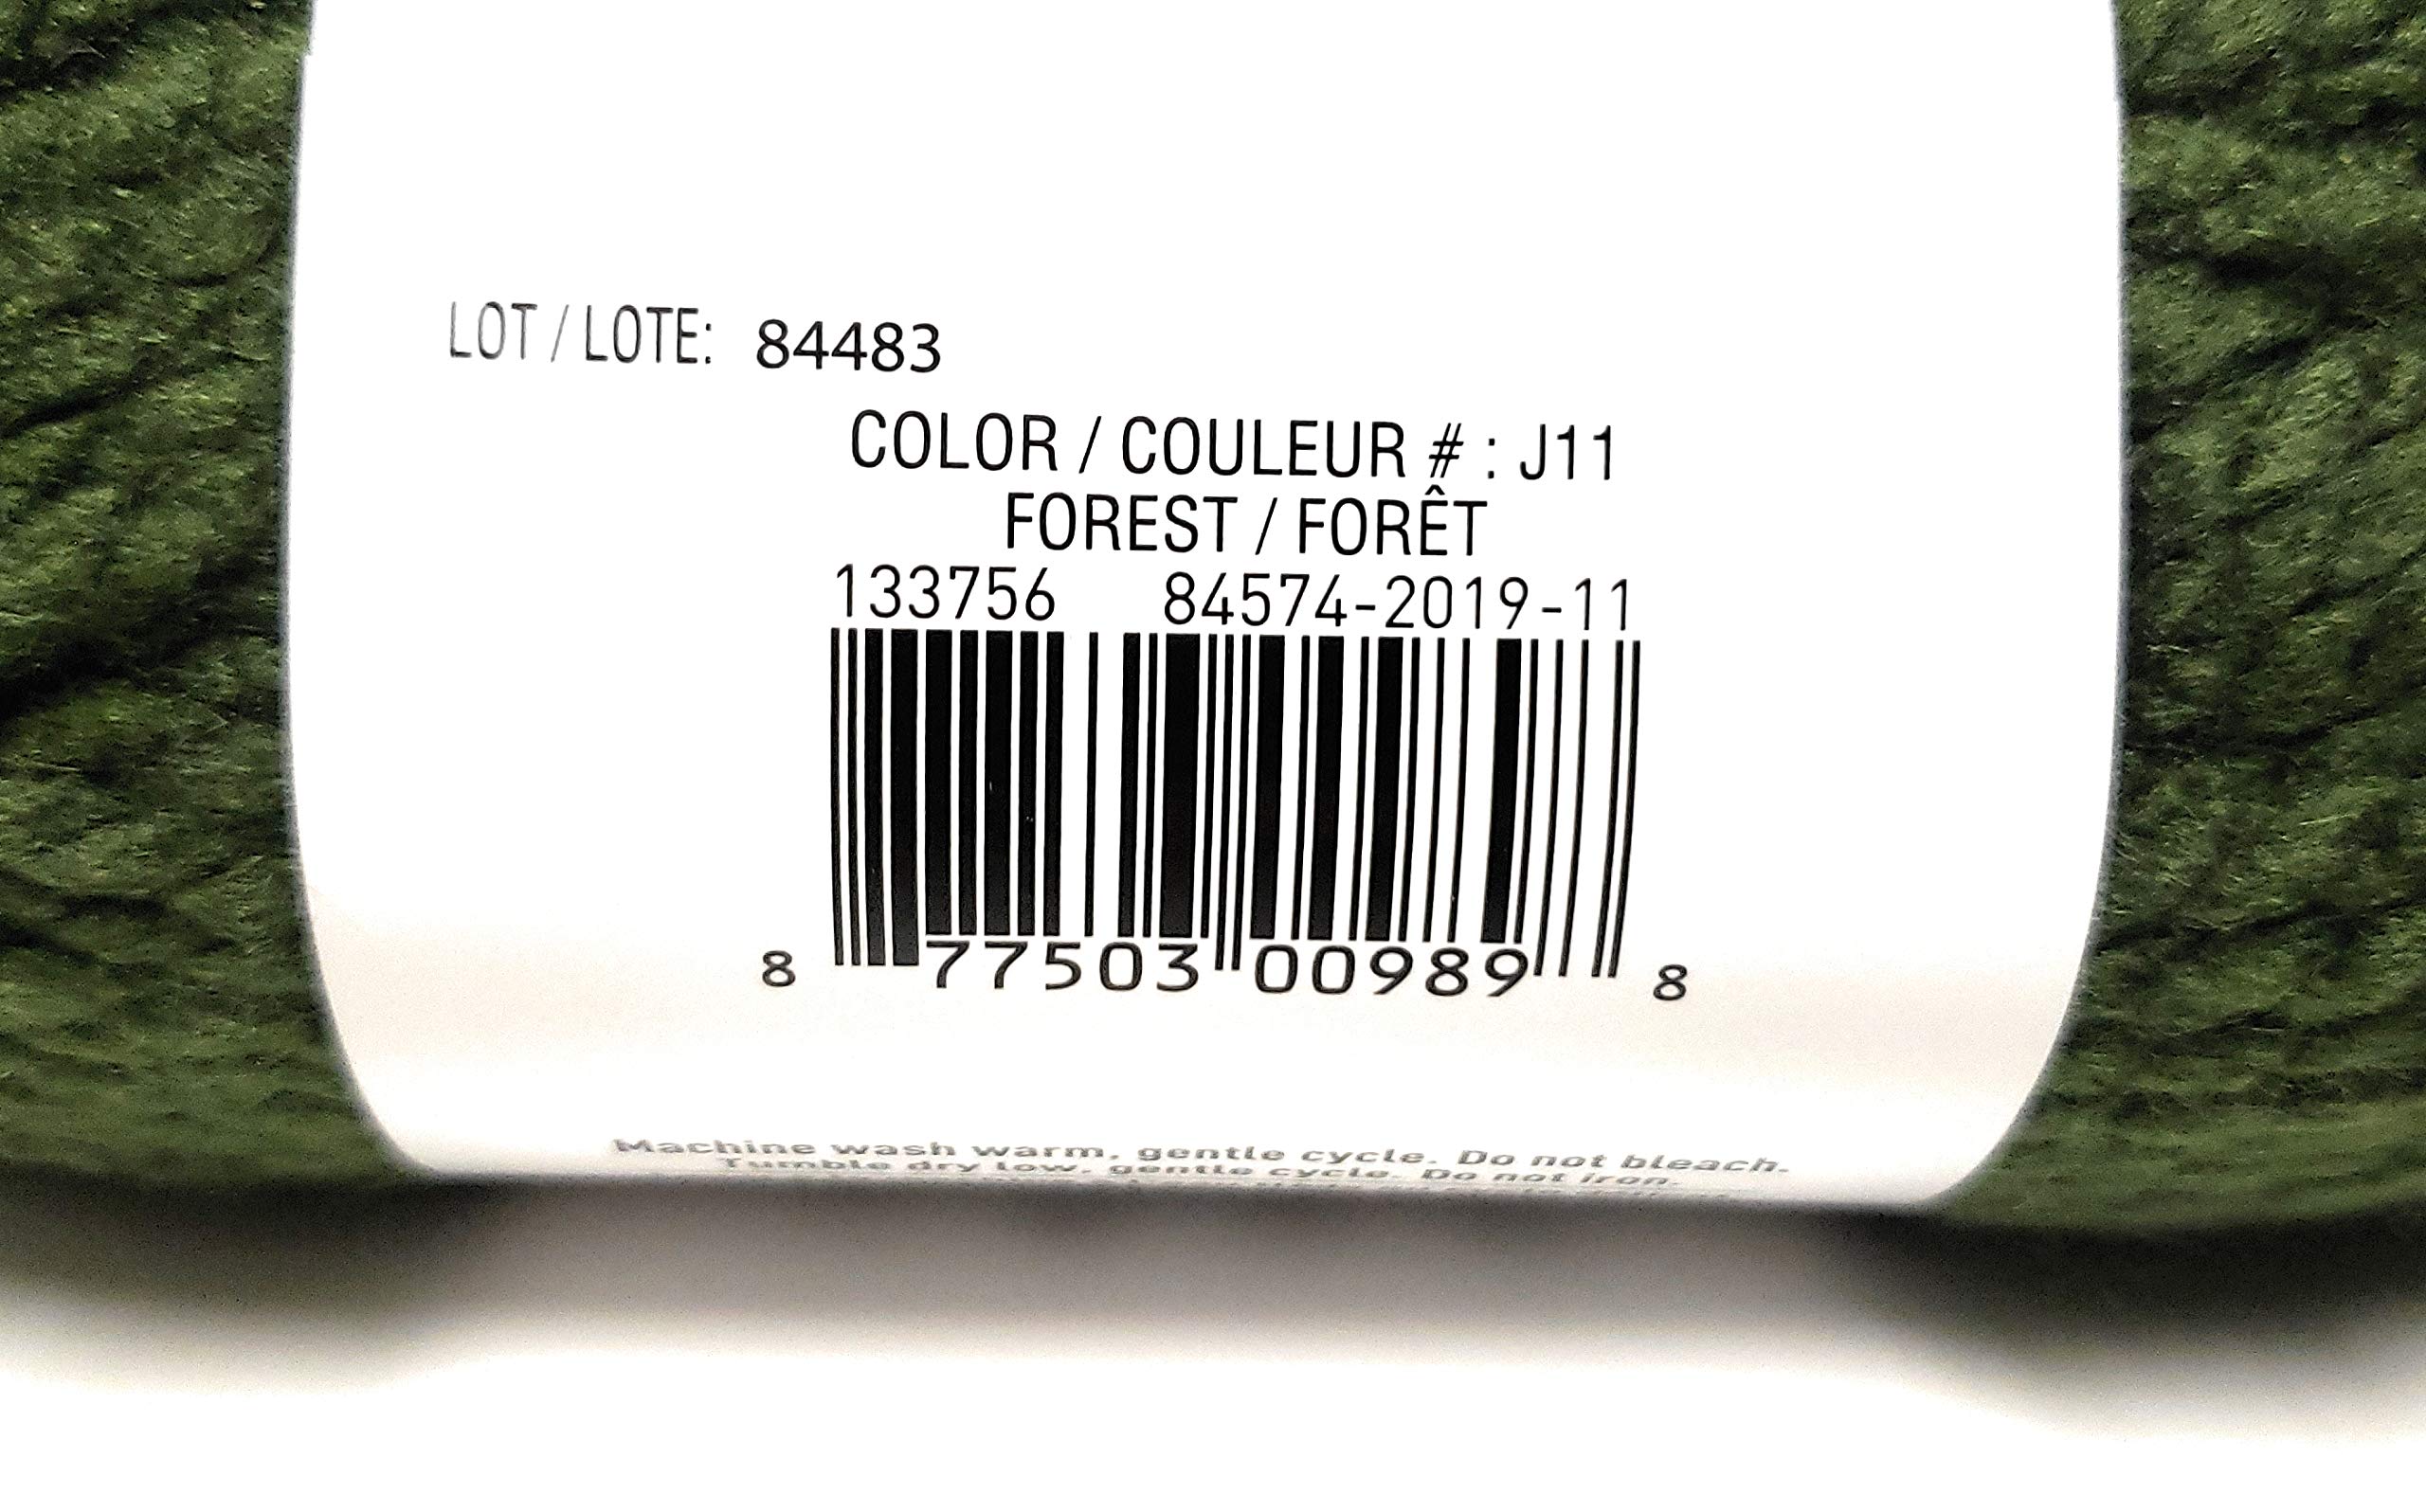 LOT / LOTE: 84483
COLOR / COULEUR # : J11
FOREST / FORÊT
133756 84574-2019-11
8 77503 00989 8
Machine wash warm, gentle cycle. Do not bleach.
Tumble dry low, gentle cycle. Do not iron.